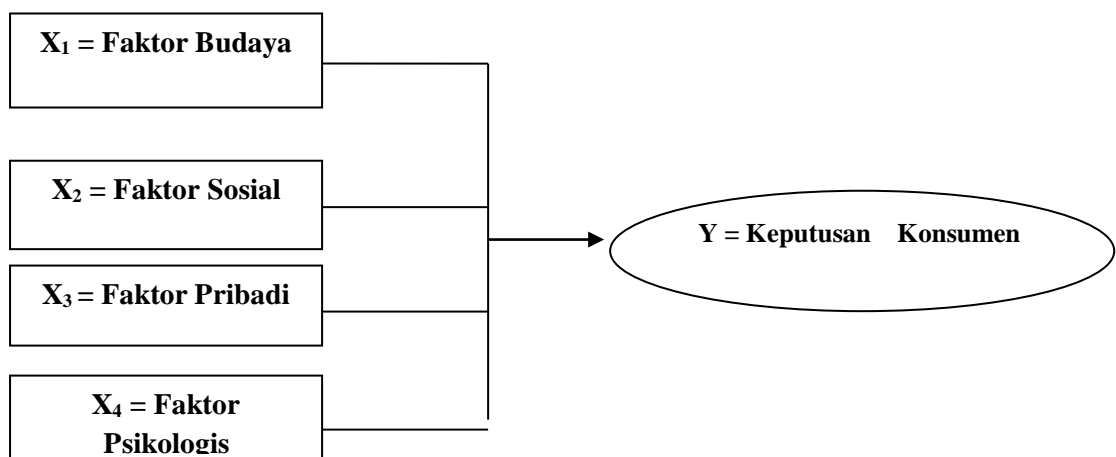 X₁ = Faktor Budaya
X₂ = Faktor Sosial
X₃ = Faktor Pribadi
X₄ = Faktor
Psikologis
Y = Keputusan Konsumen